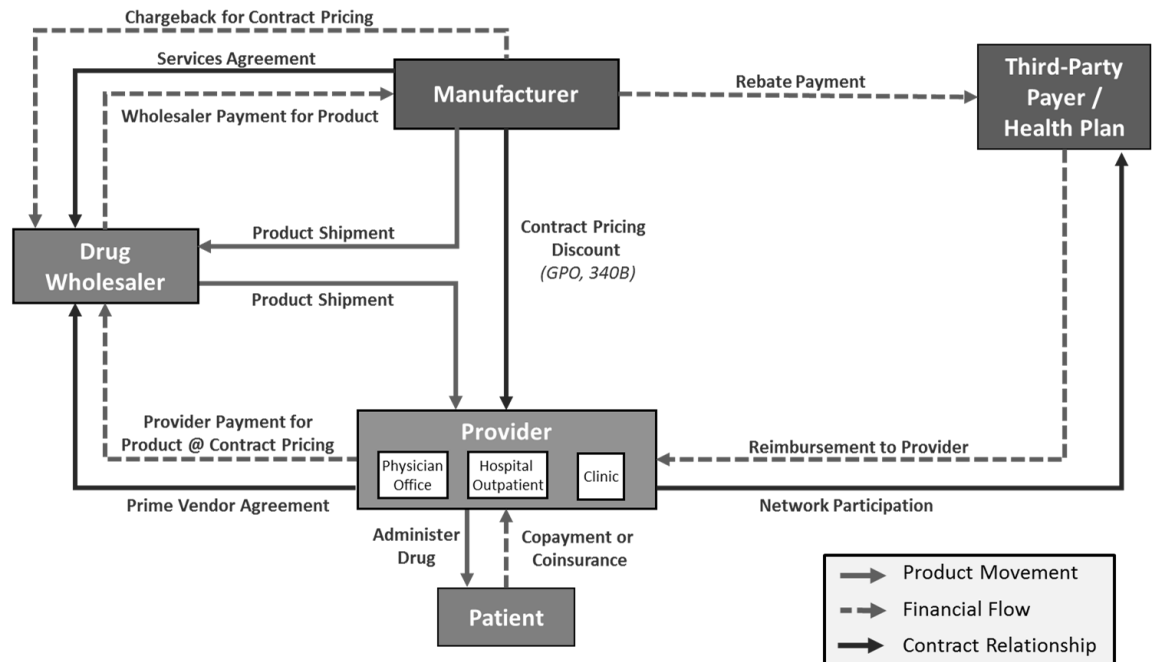 Chargeback for Contract Pricing
Services Agreement
Manufacturer
Rebate Payment
Third-Party
Payer /
Health Plan
Wholesaler Payment for Product
Product Shipment
Contract Pricing
Discount
(GPO, 340B)
Drug
Wholesaler
Product Shipment
Provider Payment for
Product @ Contract Pricing
Provider
Physician
Office
Hospital
Outpatient
Clinic
Reimbursement to Provider
Prime Vendor Agreement
Network Participation
Administer
Drug
Copayment or
Coinsurance
Patient
Product Movement
Financial Flow
Contract Relationship